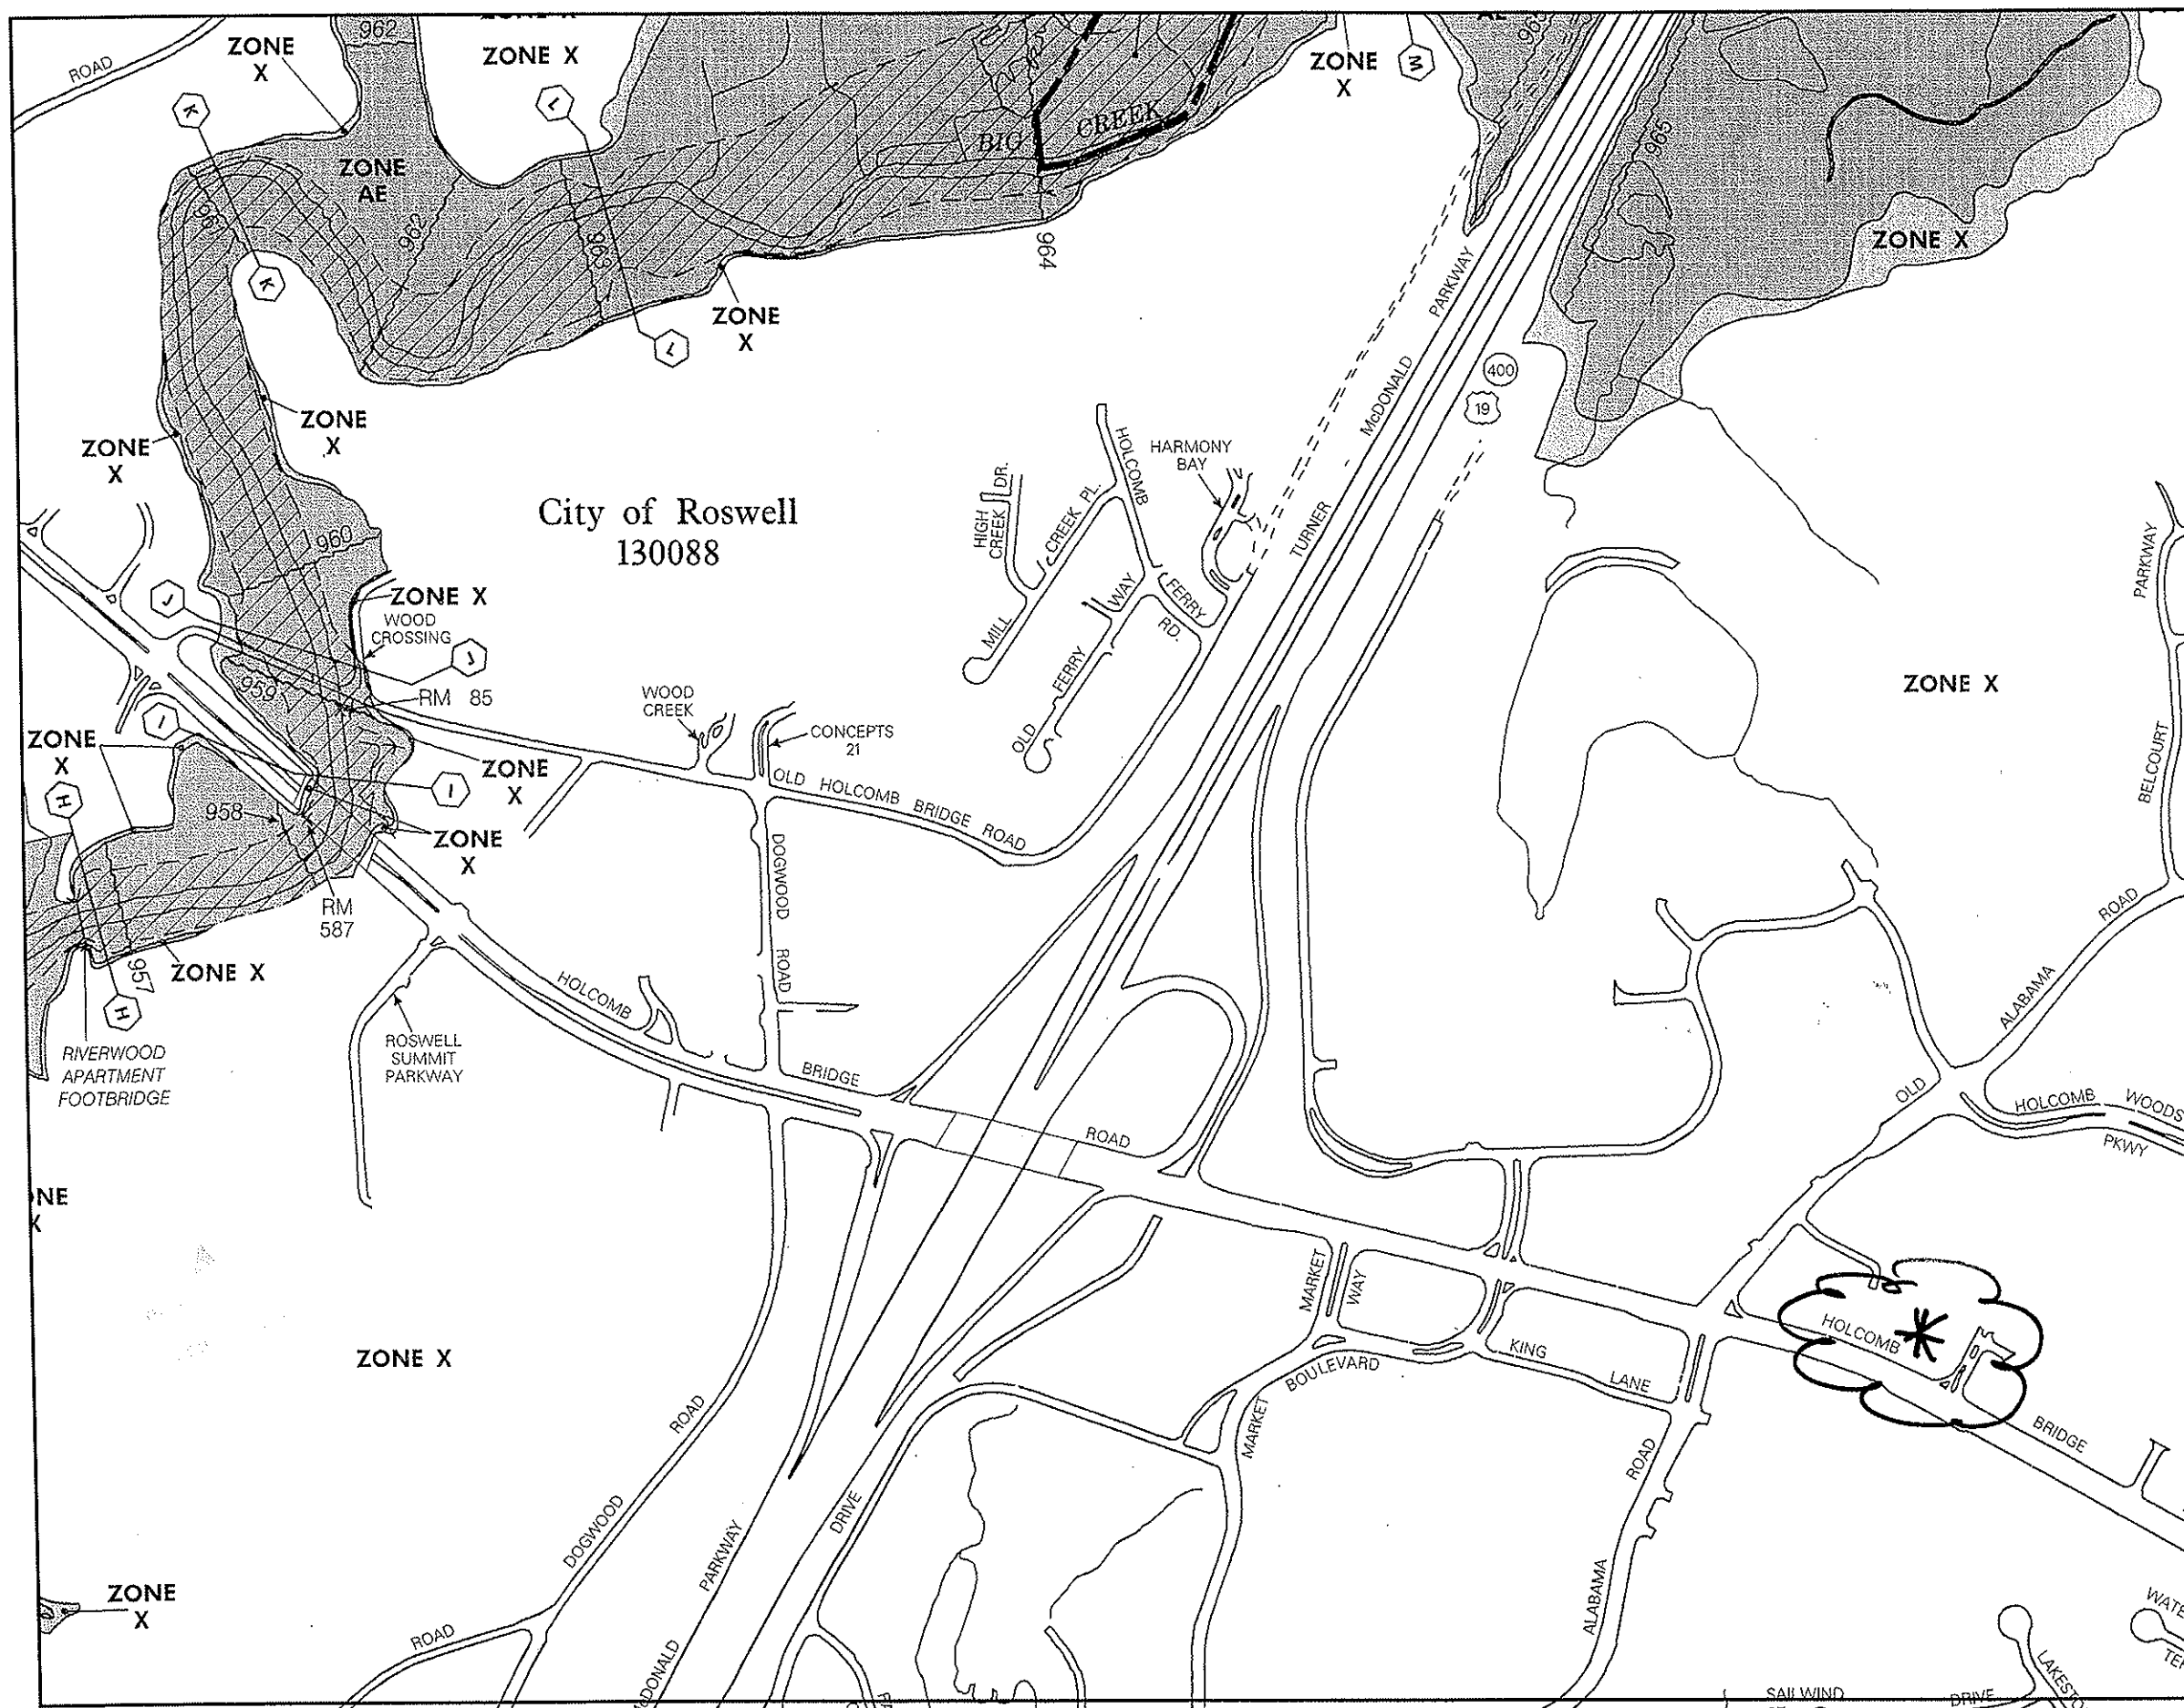 962
ZONE X
ZONE
X
ROAD
ZONE
X
M
965
K
L
BIG CREEK
ZONE
AE
962
963
964
K
L
ZONE
X
ZONE X
PARKWAY
McDONALD
TURNER
400
19
ZONE
X
ZONE
X
City of Roswell
130088
HIGH
CREEK DR.
CREEK PL.
MILL
HOLCOMB
FERRY
RD.
HARMONY
BAY
WAY
FERRY
OLD
960
J
ZONE X
WOOD
CROSSING
J
959
RM 85
I
ZONE
X
H
ZONE
X
I
958
ZONE
X
RM
587
957
ZONE X
H
RIVERWOOD
APARTMENT
FOOTBRIDGE
WOOD
CREEK
CONCEPTS
21
OLD HOLCOMB BRIDGE ROAD
DOGWOOD
ROAD
HOLCOMB
BRIDGE
ROAD
ROSWELL
SUMMIT
PARKWAY
ZONE X
PARKWAY
BELCOURT
ROAD
ALABAMA
OLD
HOLCOMB WOODS
PKWY
NE
X
ZONE X
MARKET
WAY
KING
LANE
BOULEVARD
MARKET
HOLCOMB
BRIDGE
ROAD
ALABAMA
ROAD
DOGWOOD
ROAD
PARKWAY
McDONALD
DRIVE
ZONE
X
SAIL WIND
DRIVE